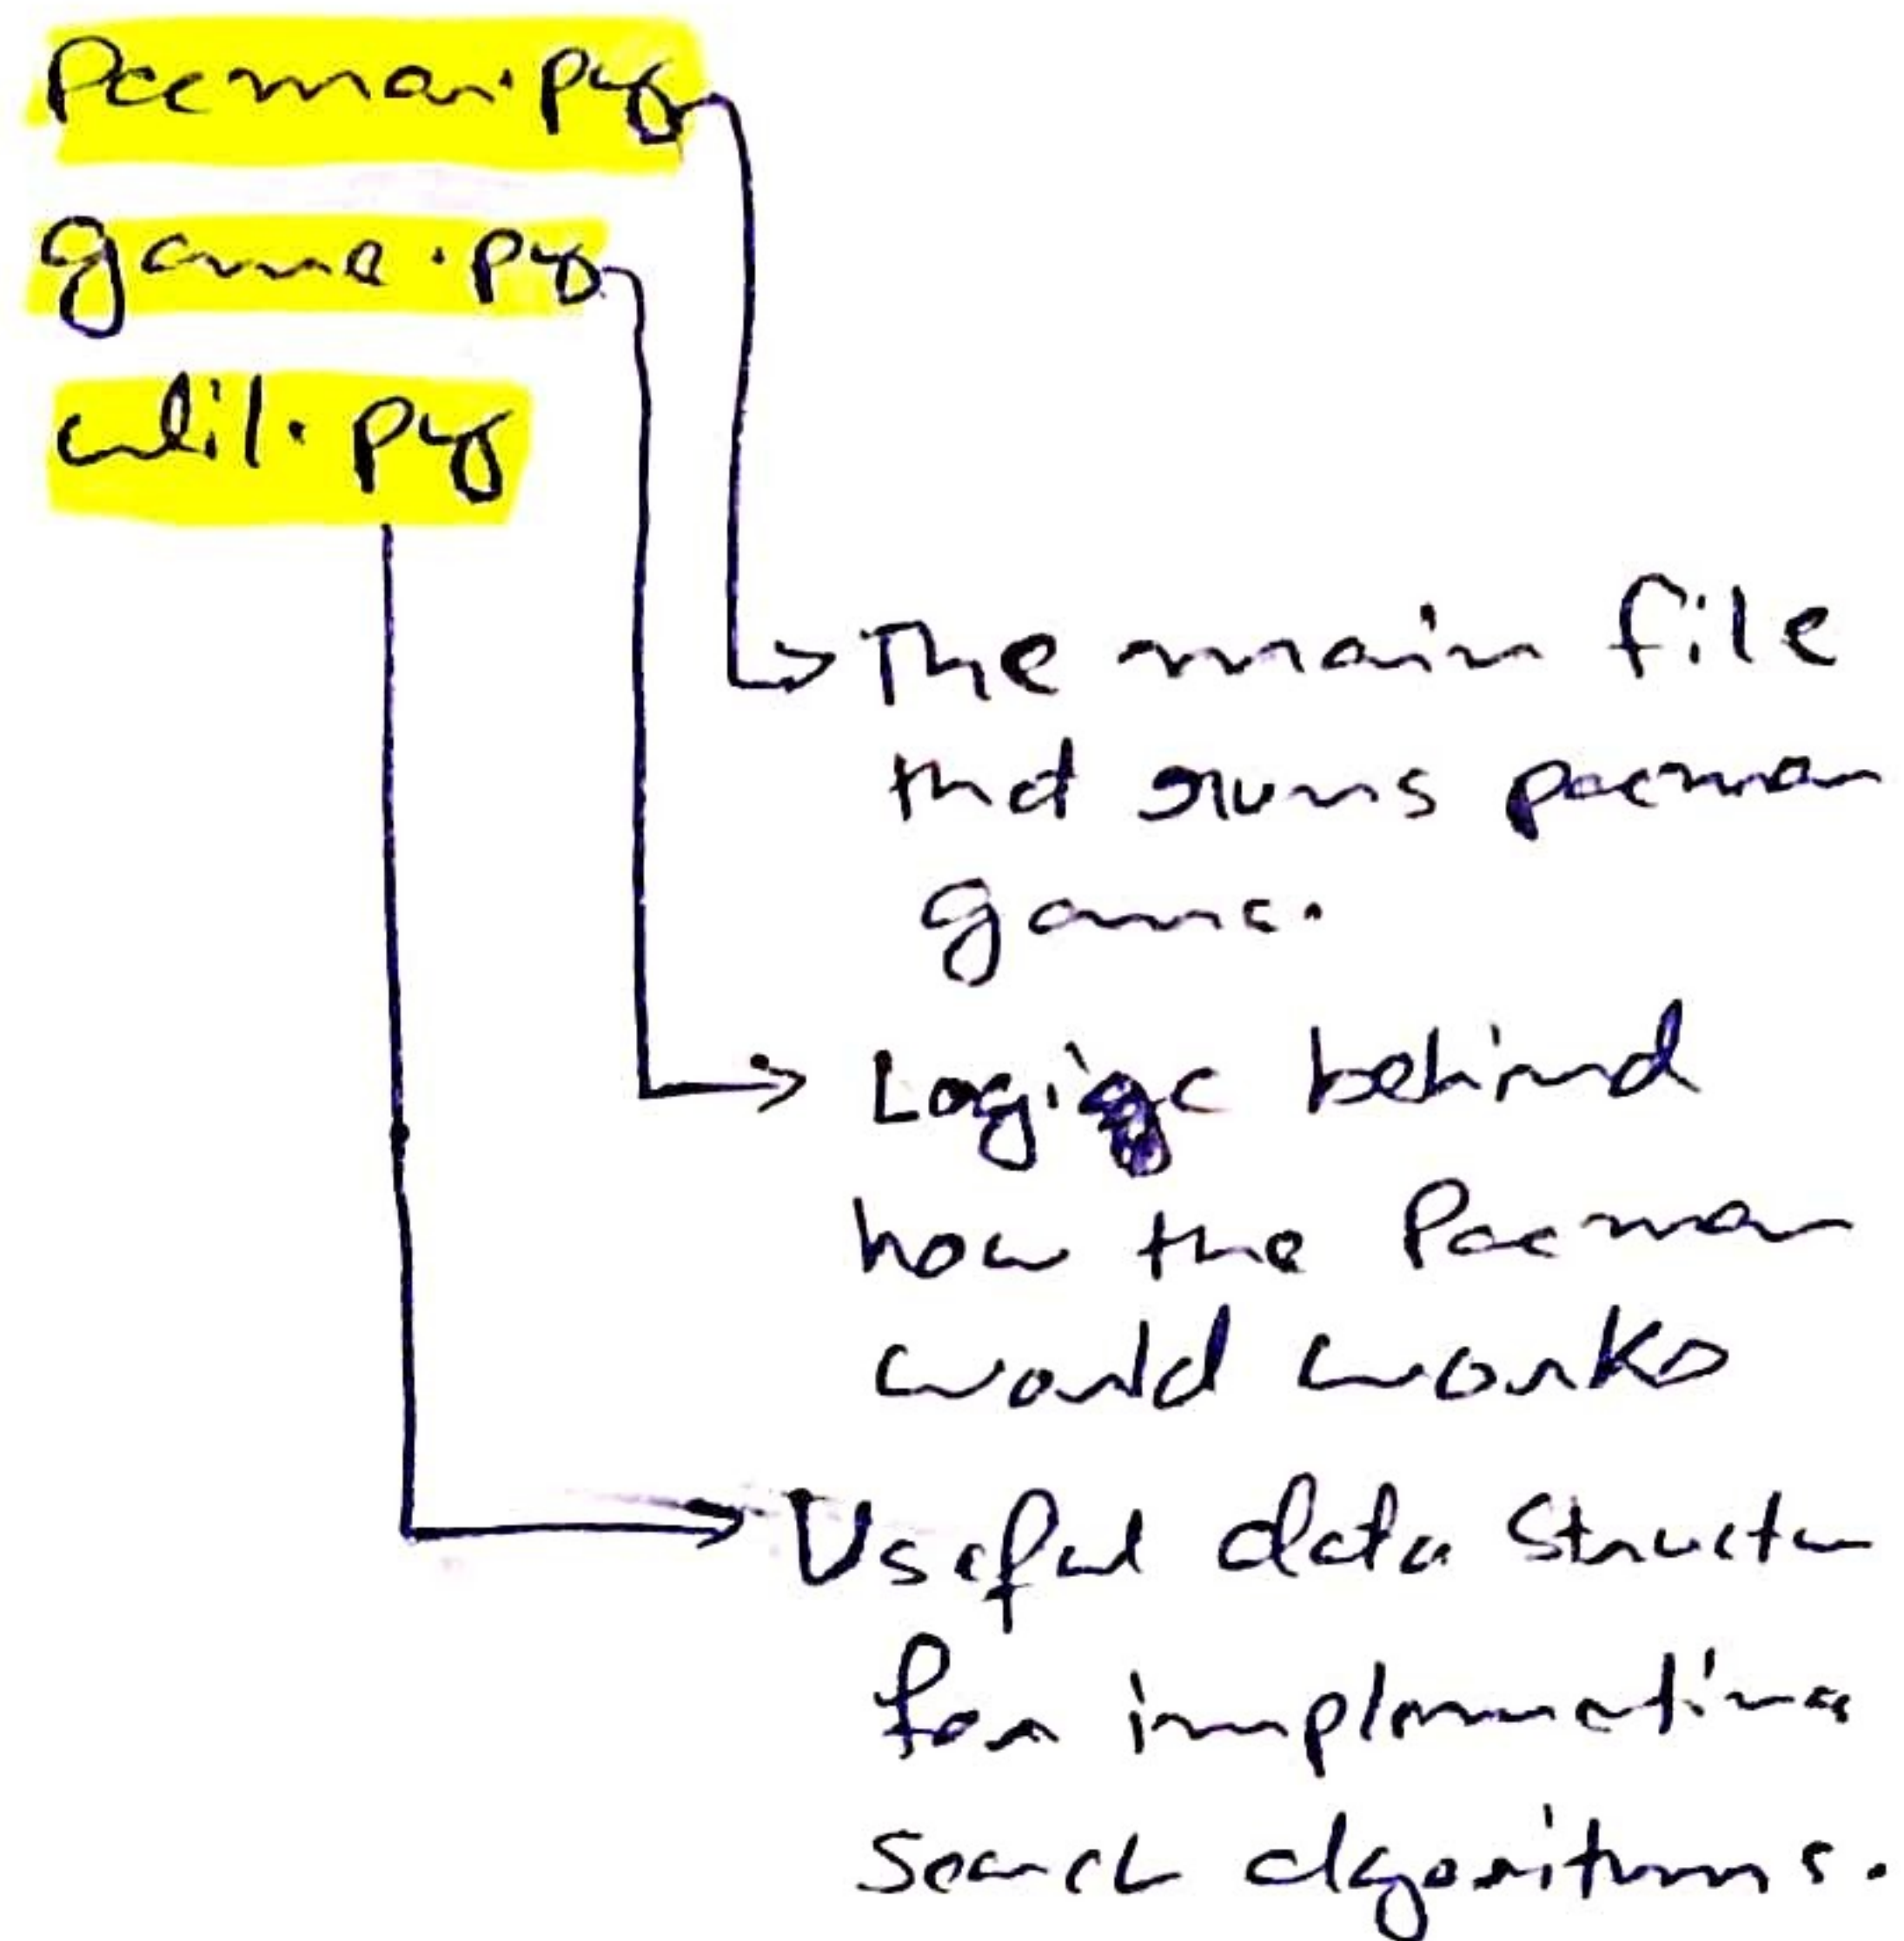 Pacman.py
game.py
util.py
The main file
that runs pacman
game.
Logic behind
how the Pacman
world works
Useful data Structu
for implementing
search algorithms.